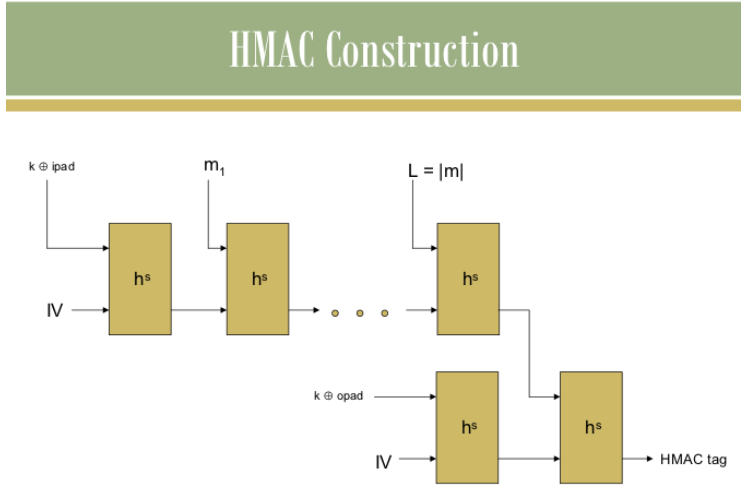 HMAC Construction
k ⊕ ipad
m₁
L = |m|
hˢ
hˢ
hˢ
IV
k ⊕ opad
hˢ
hˢ
IV
HMAC tag